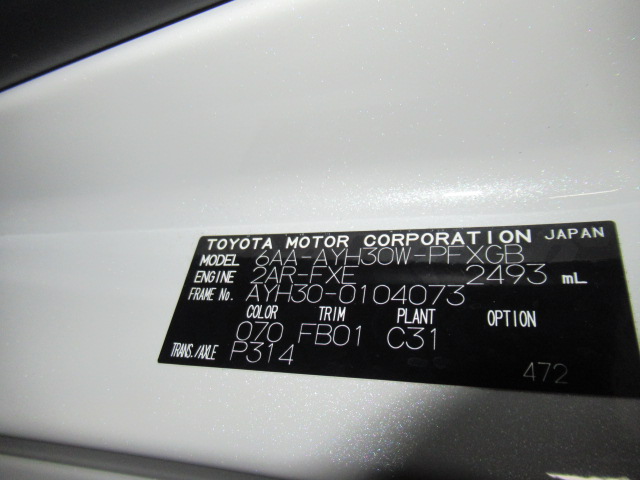 TOYOTA MOTOR CORPORATION JAPAN
MODEL 6AA-AYH30W-PFXGB
ENGINE 2AR-FXE 2493 mL
FRAME No. AYH30-0104073
COLOR TRIM PLANT OPTION
070 FB01 C31
TRANS./AXLE P314
472